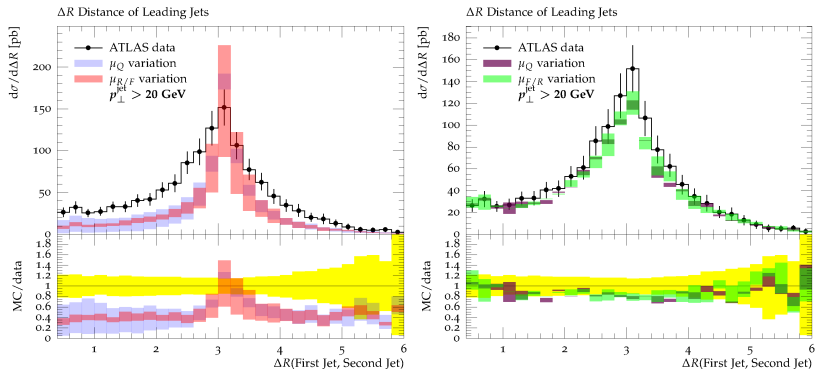 ΔR Distance of Leading Jets
dσ/dΔR [pb]
250
200
150
100
50
0
ATLAS data
μQ variation
μR/F variation
p⊥^jet > 20 GeV
MC/data
1.8
1.6
1.4
1.2
1
0.8
0.6
0.4
0.2
0
1 2 3 4 5 6
ΔR(First Jet, Second Jet)
ΔR Distance of Leading Jets
dσ/dΔR [pb]
180
160
140
120
100
80
60
40
20
0
ATLAS data
μQ variation
μF/R variation
p⊥^jet > 20 GeV
MC/data
1.8
1.6
1.4
1.2
1
0.8
0.6
0.4
0.2
0
1 2 3 4 5 6
ΔR(First Jet, Second Jet)